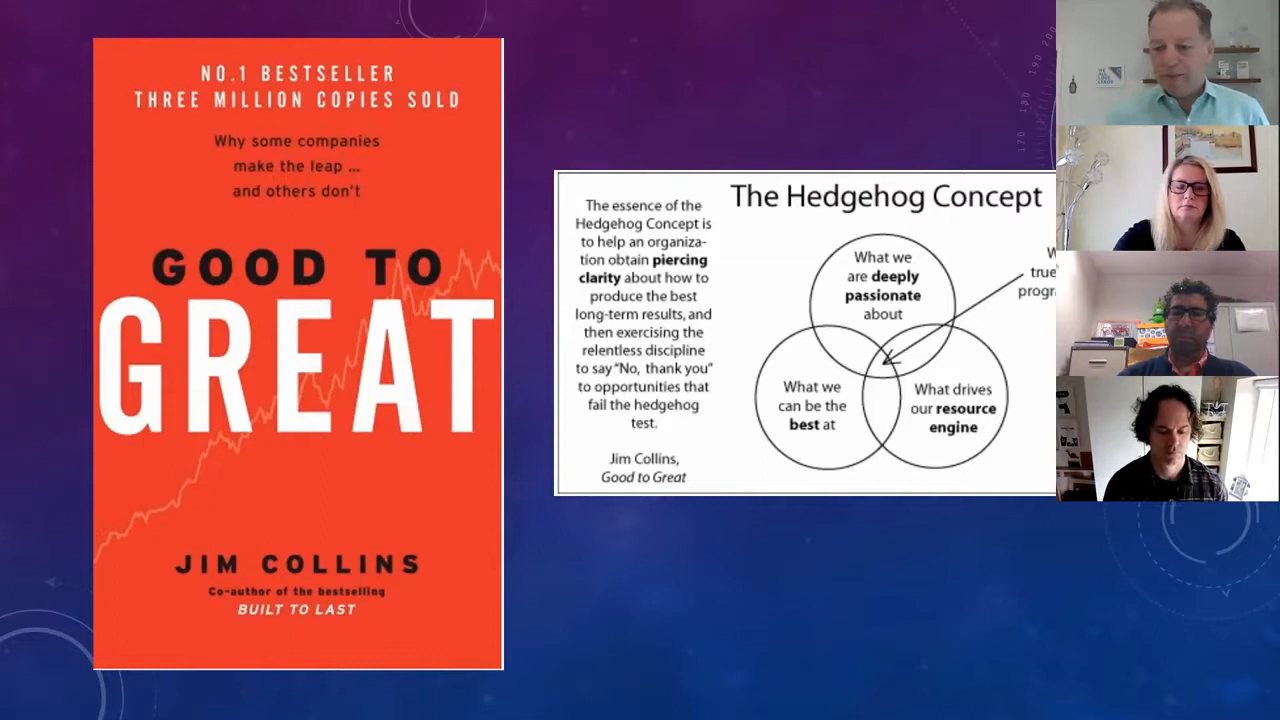 NO.1 BESTSELLER
THREE MILLION COPIES SOLD
Why some companies
make the leap ...
and others don't
GOOD TO
GREAT
JIM COLLINS
Co-author of the bestselling
BUILT TO LAST
The Hedgehog Concept
The essence of the
Hedgehog Concept is
to help an organiza-
tion obtain piercing
clarity about how to
produce the best
long-term results, and
then exercising the
relentless discipline
to say "No, thank you"
to opportunities that
fail the hedgehog
test.
Jim Collins,
Good to Great
What we
are deeply
passionate
about
What we
can be the
best at
What drives
our resource
engine
170 180 190 200